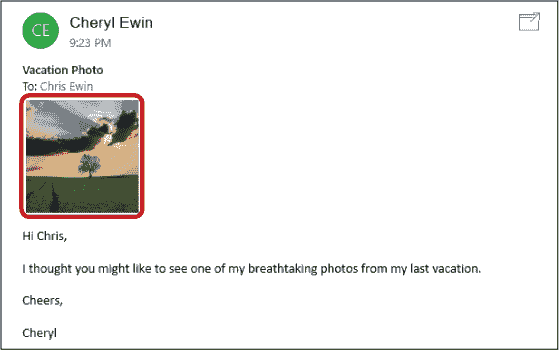 CE
Cheryl Ewin
9:23 PM
Vacation Photo
To: Chris Ewin
Hi Chris,
I thought you might like to see one of my breathtaking photos from my last vacation.
Cheers,
Cheryl